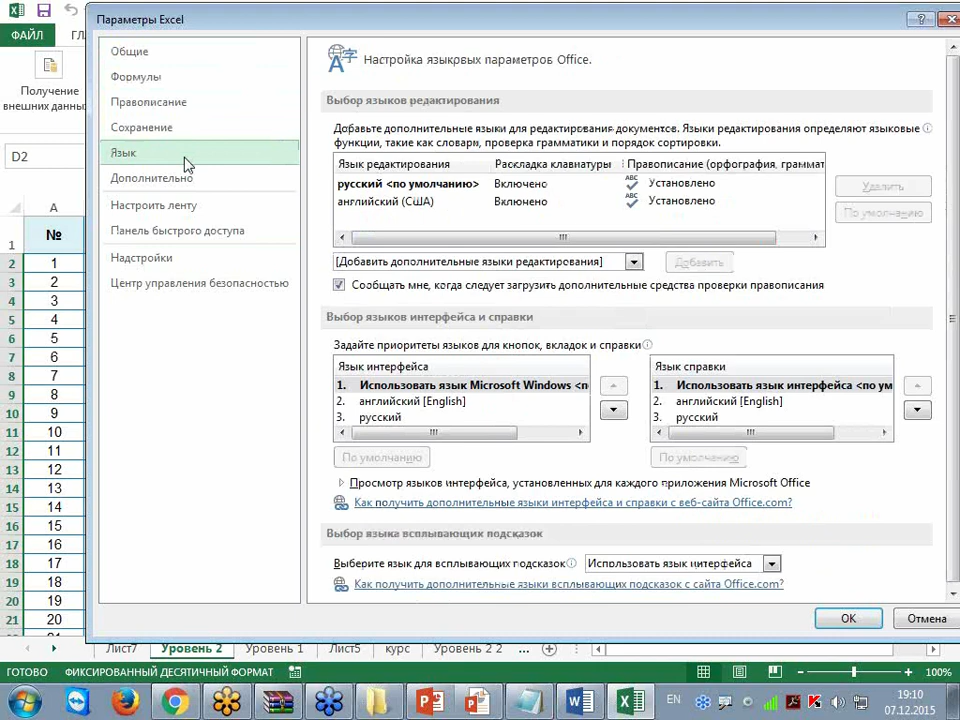 Параметры Excel
ФАЙЛ
ГЛ
Получение
внешних данных
D2
A
№
1
2 1
3 2
4 3
5 4
6 5
7 6
8 7
9 8
10 9
11 10
12 11
13 12
14 13
15 14
16 15
17 16
18 17
19 18
20 19
21 20
Общие
Формулы
Правописание
Сохранение
Язык
Дополнительно
Настроить ленту
Панель быстрого доступа
Надстройки
Центр управления безопасностью
Настройка языковых параметров Office.
Выбор языков редактирования
Добавьте дополнительные языки для редактирования документов. Языки редактирования определяют языковые
функции, такие как словарь, проверка грамматики и порядок сортировки.
Язык редактирования Раскладка клавиатуры Правописание (орфография, граммат
русский <по умолчанию> Включено Установлено
английский (США) Включено Установлено
Удалить
По умолчанию
[Добавить дополнительные языки редактирования] Добавить
Сообщать мне, когда следует загрузить дополнительные средства проверки правописания
Выбор языков интерфейса и справки
Задайте приоритеты языков для кнопок, вкладок и справки
Язык интерфейса
1. Использовать язык Microsoft Windows <п
2. английский [English]
3. русский
По умолчанию
Язык справки
1. Использовать язык интерфейса <по ум
2. английский [English]
3. русский
По умолчанию
Просмотр языков интерфейса, установленных для каждого приложения Microsoft Office
Как получить дополнительные языки интерфейса и справки с веб-сайта Office.com?
Выбор языка всплывающих подсказок
Выберите язык для всплывающих подсказок Использовать язык интерфейса
Как получить дополнительные языки всплывающих подсказок с сайта Office.com?
OK Отмена
Лист7 Уровень 2 Уровень 1 Лист5 курс Уровень 2 2 ...
ГОТОВО ФИКСИРОВАННЫЙ ДЕСЯТИЧНЫЙ ФОРМАТ 100%
EN
19:10
07.12.2015